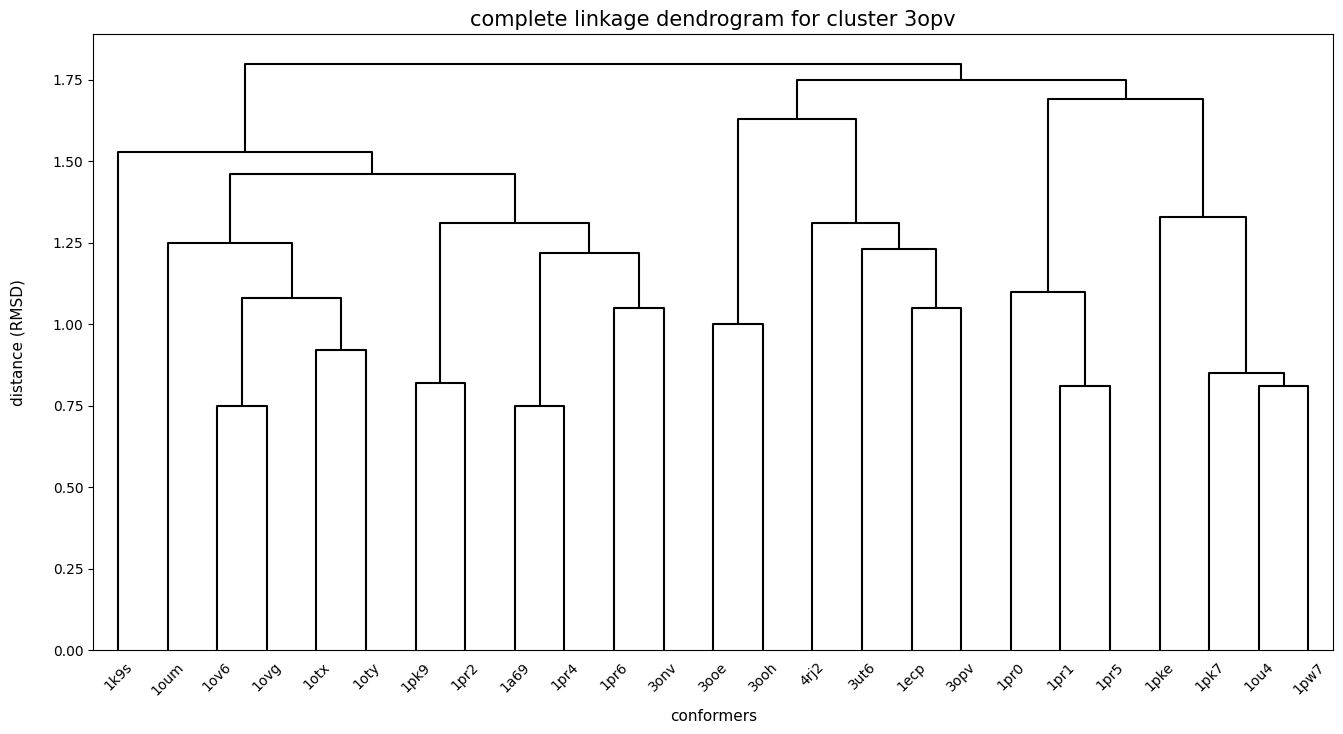 complete linkage dendrogram for cluster 3opv
distance (RMSD)
1.75
1.50
1.25
1.00
0.75
0.50
0.25
0.00
1k9s 1oum 1ov6 1ovg 1otx 1oty 1pk9 1pr2 1a69 1pr4 1pr6 3onv 3ooe 3ooh 4rj2 3ut6 1ecp 3opv 1pr0 1pr1 1pr5 1pke 1pk7 1ou4 1pw7
conformers